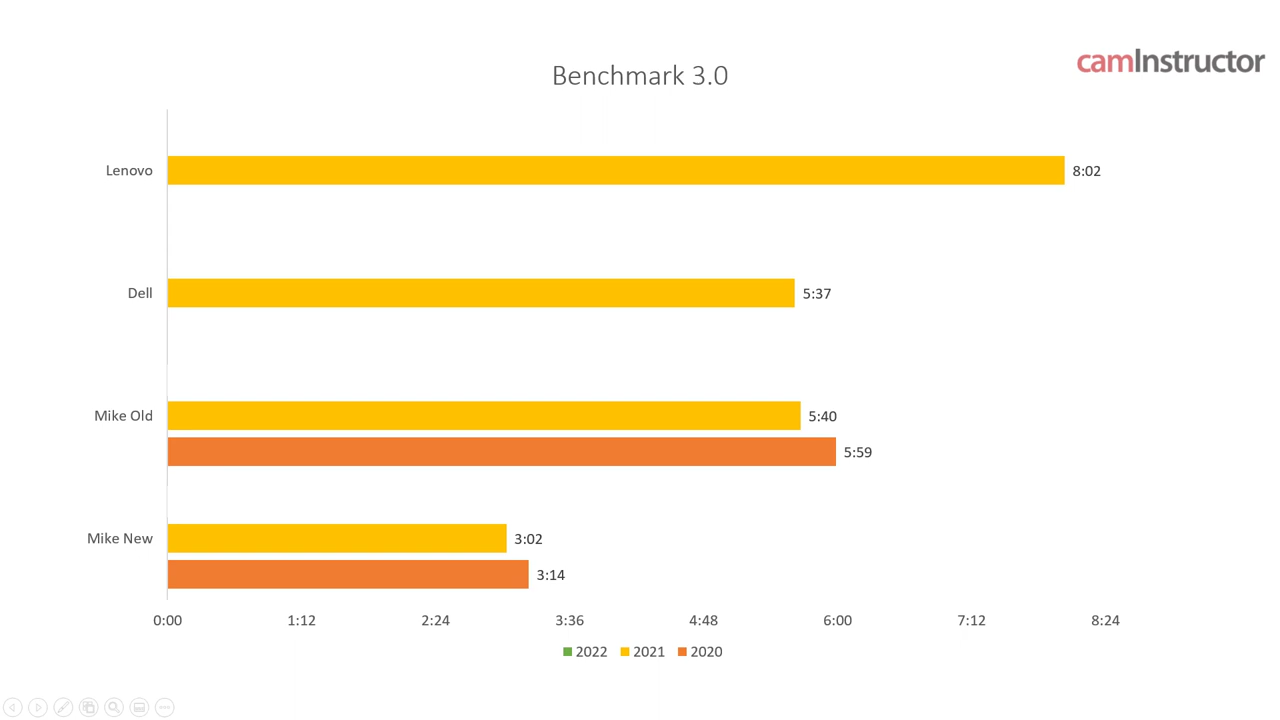 camInstructor
Benchmark 3.0
Lenovo
8:02
Dell
5:37
Mike Old
5:40
5:59
Mike New
3:02
3:14
0:00 1:12 2:24 3:36 4:48 6:00 7:12 8:24
2022 2021 2020